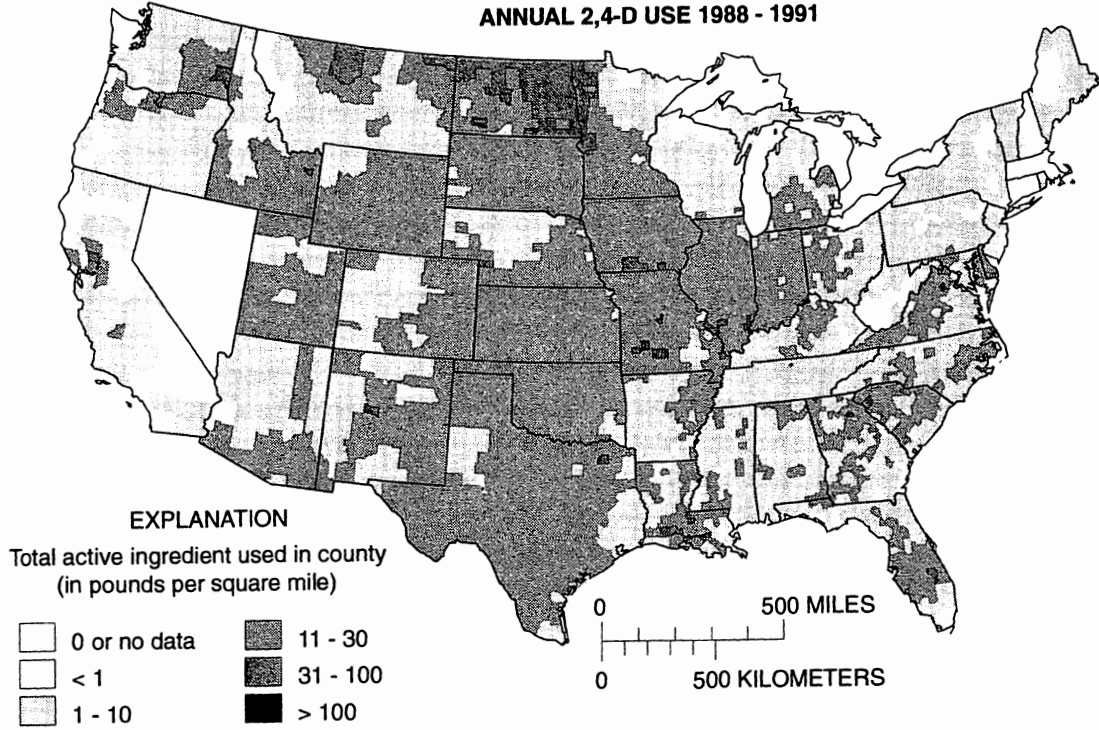 ANNUAL 2,4-D USE 1988 - 1991
EXPLANATION
Total active ingredient used in county
(in pounds per square mile)
0 or no data
< 1
1 - 10
11 - 30
31 - 100
> 100
0 500 MILES
0 500 KILOMETERS